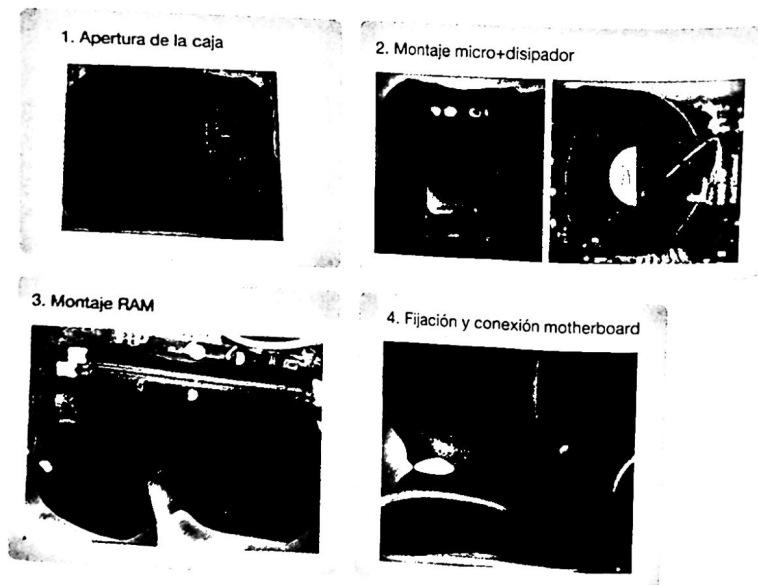 1. Apertura de la caja
2. Montaje micro+disipador
3. Montaje RAM
4. Fijación y conexión motherboard